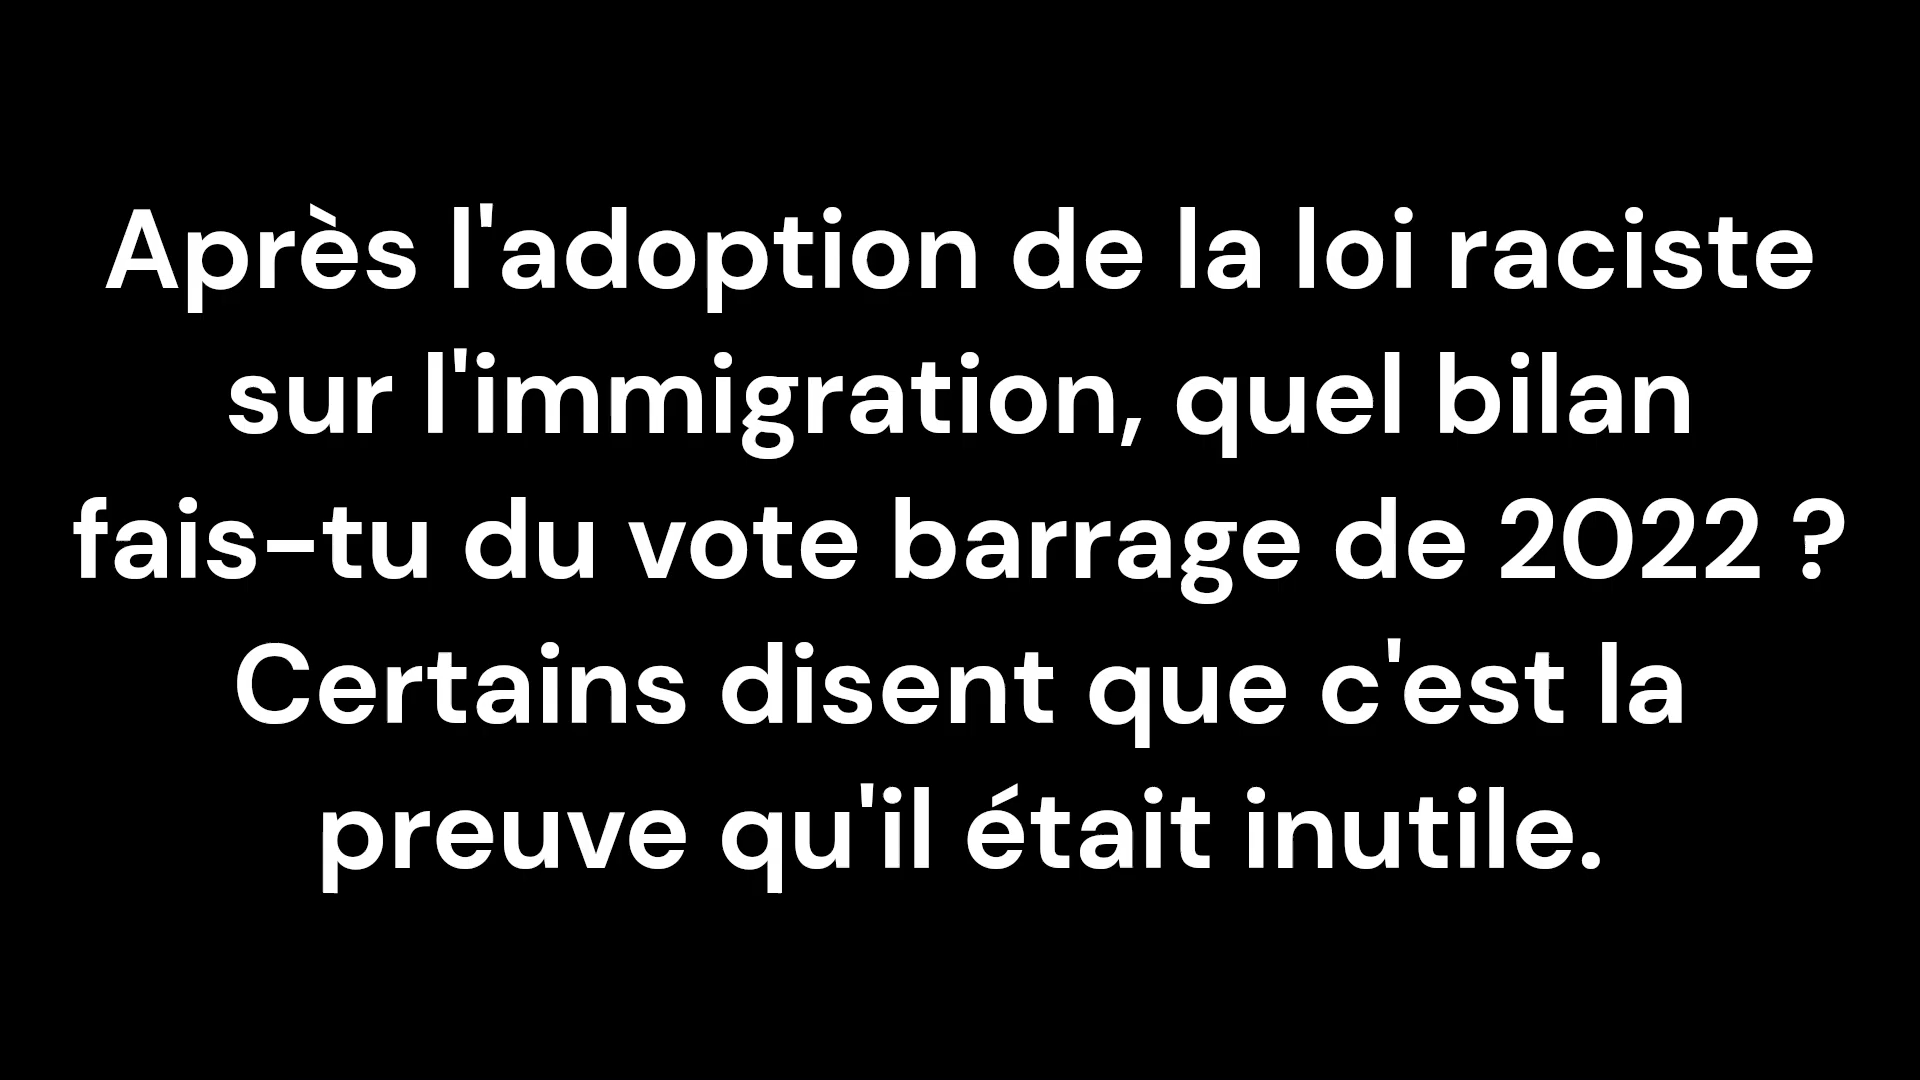 Après l'adoption de la loi raciste
sur l'immigration, quel bilan
fais-tu du vote barrage de 2022 ?
Certains disent que c'est la
preuve qu'il était inutile.